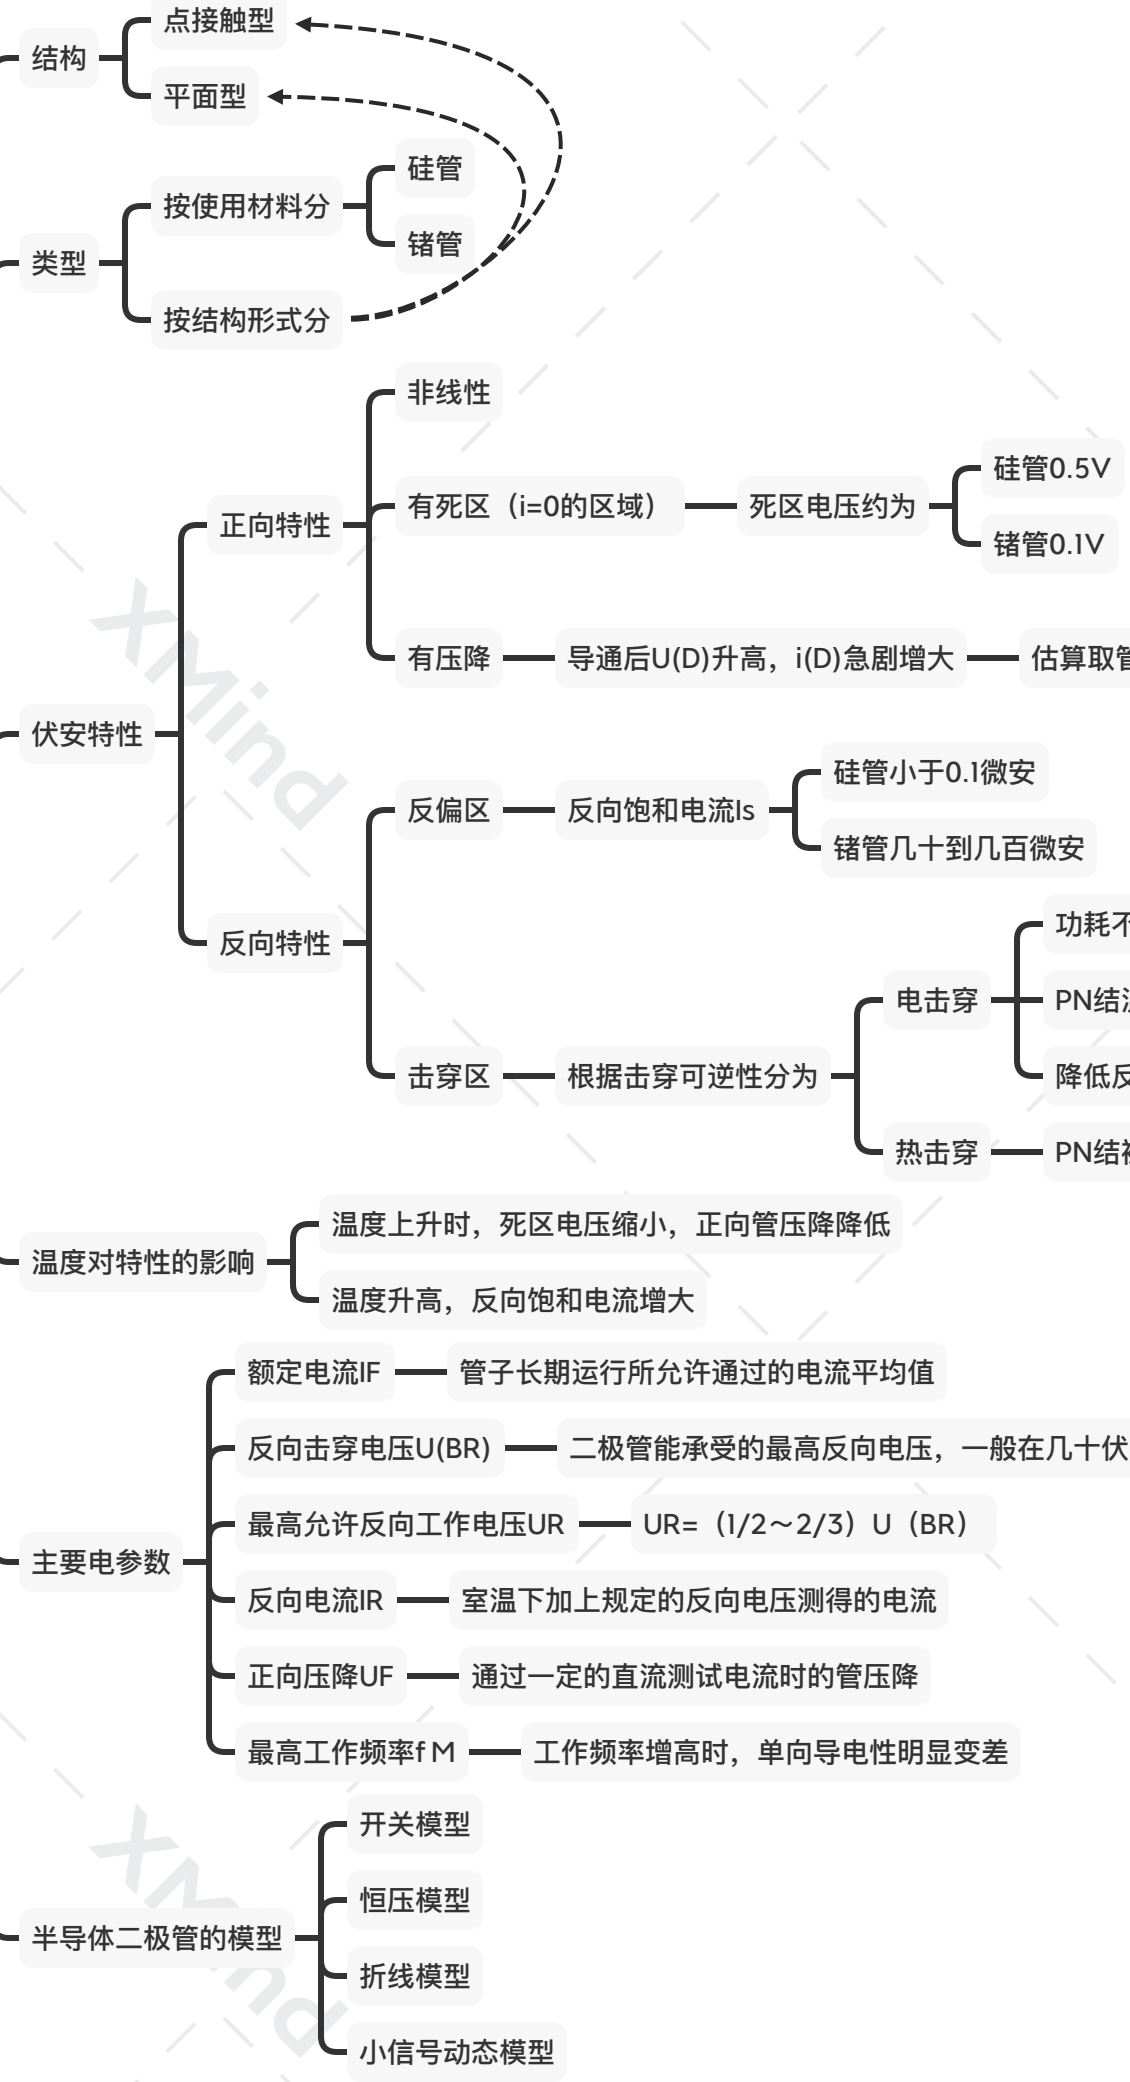 点接触型
结构
平面型
硅管
按使用材料分
锗管
类型
按结构形式分
非线性
硅管0.5V
有死区（i=0的区域）
死区电压约为
正向特性
锗管0.1V
有压降
导通后U(D)升高，i(D)急剧增大
估算取管
伏安特性
硅管小于0.1微安
反偏区
反向饱和电流Is
锗管几十到几百微安
反向特性
功耗不
电击穿
PN结
击穿区
根据击穿可逆性分为
降低反
热击穿
PN结被
温度上升时，死区电压缩小，正向管压降降低
温度对特性的影响
温度升高，反向饱和电流增大
额定电流IF
管子长期运行所允许通过的电流平均值
反向击穿电压U(BR)
二极管能承受的最高反向电压，一般在几十伏
最高允许反向工作电压UR
UR=（1/2～2/3）U（BR）
主要电参数
反向电流IR
室温下加上规定的反向电压测得的电流
正向压降UF
通过一定的直流测试电流时的管压降
最高工作频率f M
工作频率增高时，单向导电性明显变差
开关模型
恒压模型
半导体二极管的模型
折线模型
小信号动态模型
XMind
XMind